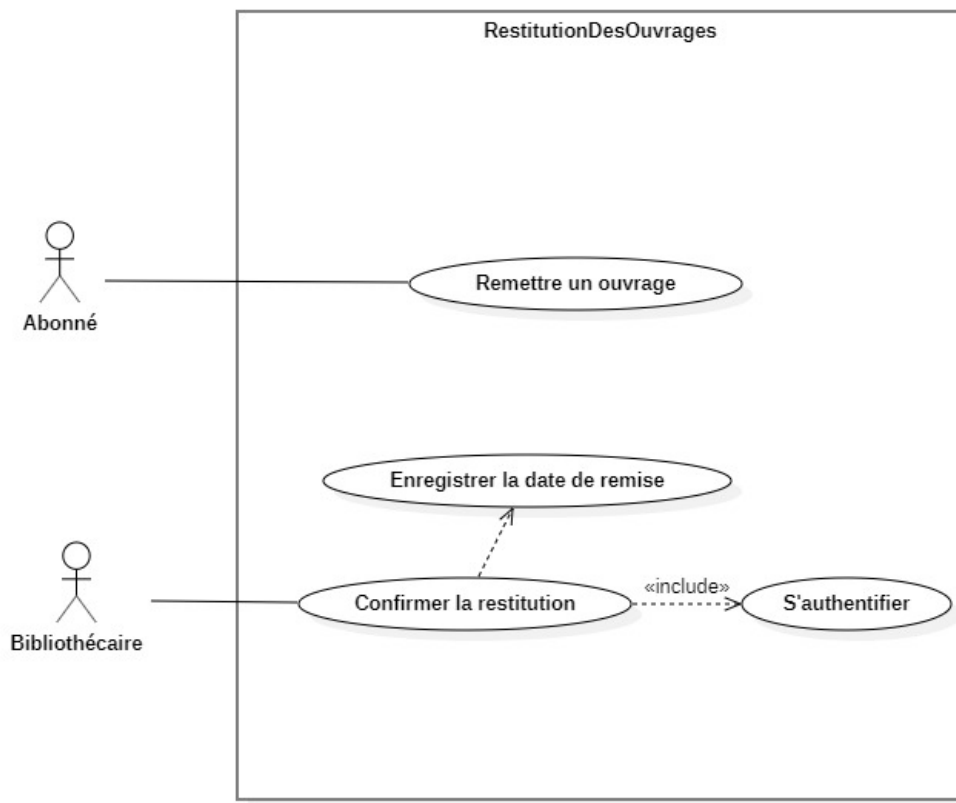 RestitutionDesOuvrages
Remettre un ouvrage
Abonné
Enregistrer la date de remise
«include»
Confirmer la restitution
S'authentifier
Bibliothécaire